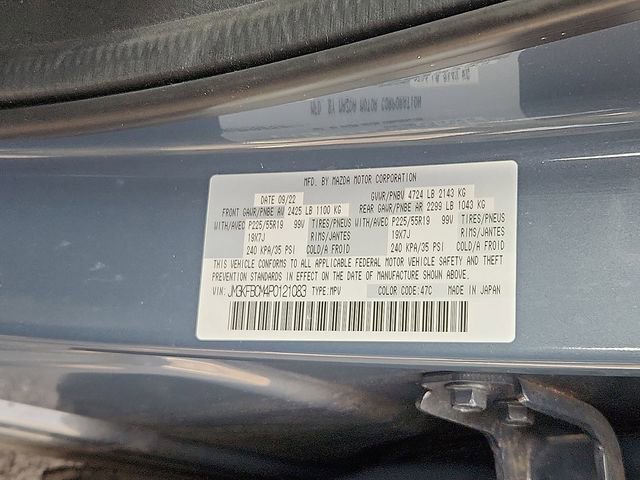 MFD. BY MAZDA MOTOR CORPORATION
DATE 09/22 GVWR/PNBV 4724 LB 2143 KG
FRONT GAWR/PNBE AV 2425 LB 1100 KG REAR GAWR/PNBE AR 2299 LB 1043 KG
WITH/AVEC P225/55R19 99V TIRES/PNEUS WITH/AVEC P225/55R19 99V TIRES/PNEUS
19X7J RIMS/JANTES 19X7J RIMS/JANTES
240 KPA/35 PSI COLD/A FROID 240 KPA/35 PSI COLD/A FROID
THIS VEHICLE CONFORMS TO ALL APPLICABLE FEDERAL MOTOR VEHICLE SAFETY AND THEFT
PREVENTION STANDARDS IN EFFECT ON THE DATE OF MANUFACTURE SHOWN ABOVE.
VIN: JM3KFBCM4P0121083 TYPE:MPV COLOR CODE:47C MADE IN JAPAN